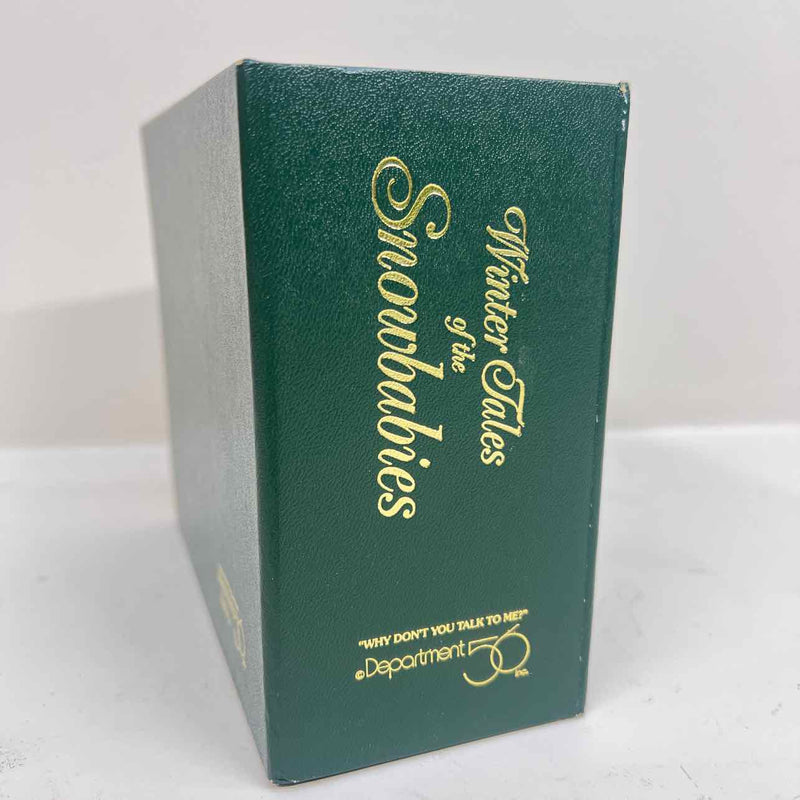 Winter Tales
of the
Snowbabies
"WHY DON'T YOU TALK TO ME?"
© Department 56 inc.